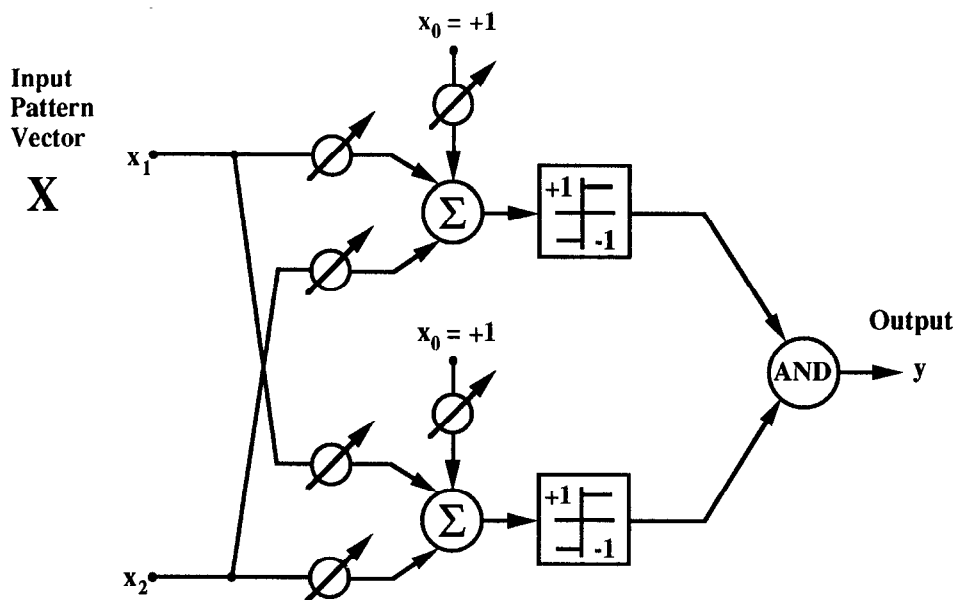 x₀ = +1
Input
Pattern
Vector
X
x₁
Σ
+1
-1
Output
AND
y
x₀ = +1
Σ
+1
-1
x₂